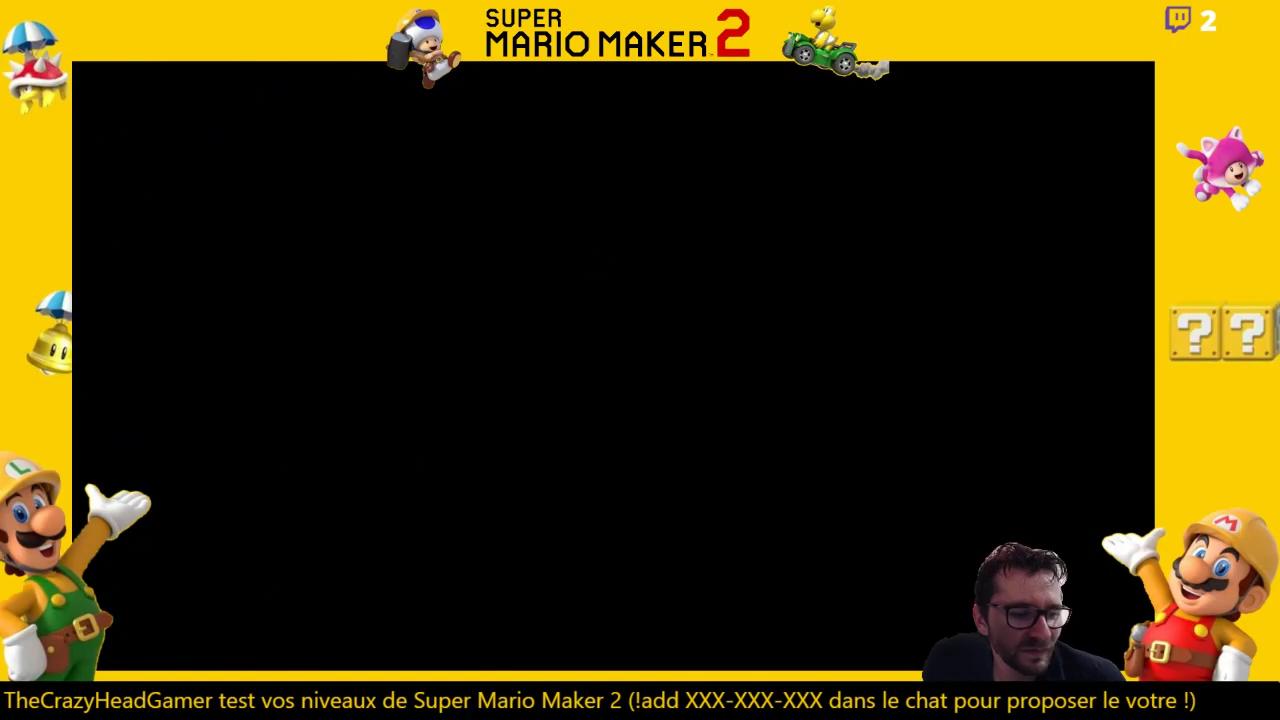 SUPER
MARIO MAKER 2
2
? ?
L
M
TheCrazyHeadGamer test vos niveaux de Super Mario Maker 2 (!add XXX-XXX-XXX dans le chat pour proposer le votre !)